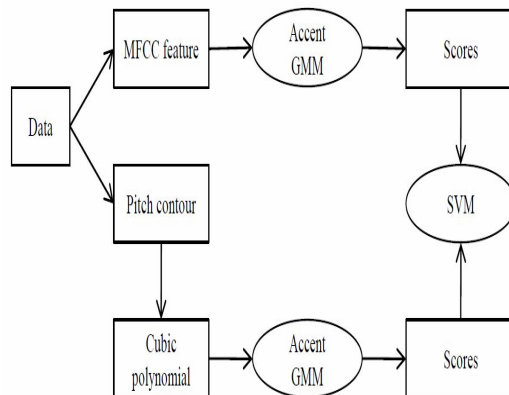 MFCC feature
Accent
GMM
Scores
Data
Pitch contour
SVM
Cubic
polynomial
Accent
GMM
Scores